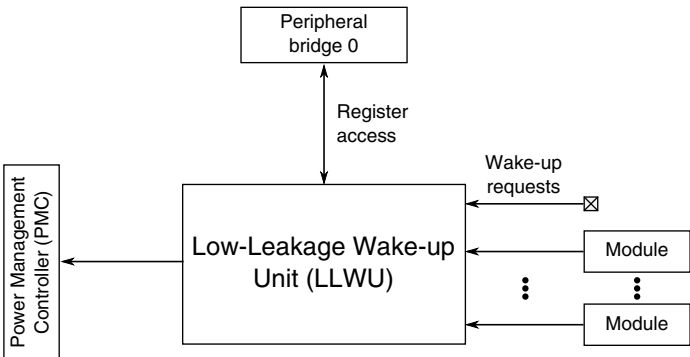 Peripheral
bridge 0
Register
access
Wake-up
requests
Power Management
Controller (PMC)
Low-Leakage Wake-up
Unit (LLWU)
Module
Module